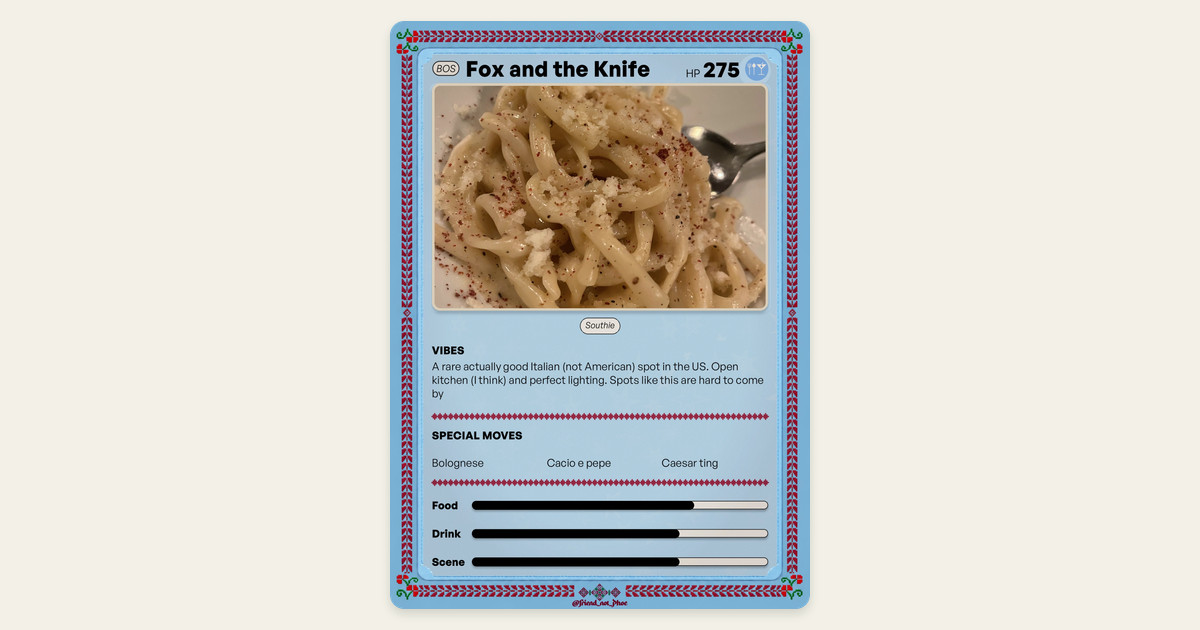 BOS Fox and the Knife HP 275
Southie
VIBES
A rare actually good Italian (not American) spot in the US. Open
kitchen (I think) and perfect lighting. Spots like this are hard to come
by
SPECIAL MOVES
Bolognese Cacio e pepe Caesar ting
Food
Drink
Scene
@friend_not_Phoe